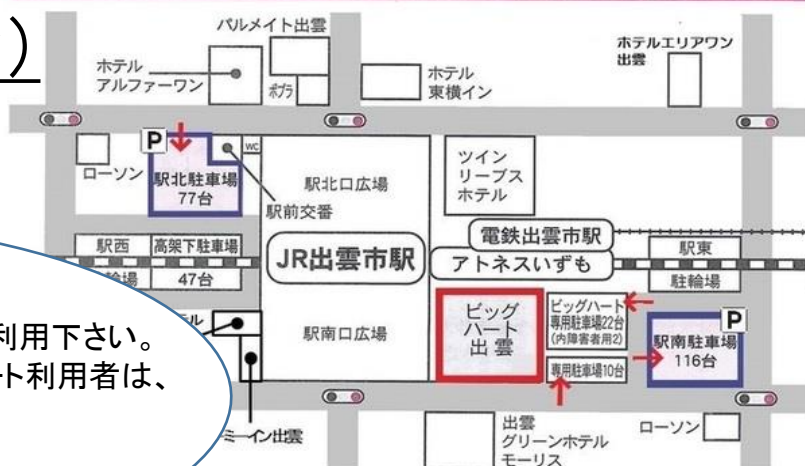 )
パルメイト出雲
ホテル
アルファーワン
ポプラ
ホテル
東横イン
ホテルエリアワン
出雲
P
ローソン
駅北駐車場
77台
WC
駅前交番
駅北口広場
ツイン
リーブス
ホテル
電鉄出雲市駅
駅西
高架下駐車場
47台
JR出雲市駅
アトネスいずも
駅東
駐輪場
利用下さい。
ート利用者は、
駅南口広場
ビッグ
ハート
出雲
ビッグハート
専用駐車場22台
(内障害者用2)
専用駐車場10台
P
駅南駐車場
116台
イン出雲
出雲
グリーンホテル
モーリス
ローソン